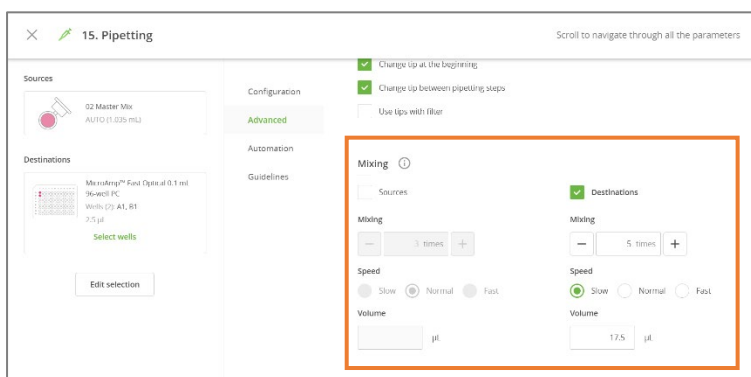 15. Pipetting
Scroll to navigate through all the parameters
Sources
02 Master Mix
AUTO (1.035 mL)
Destinations
MicroAmp™ Fast Optical 0.1 ml
96-well PC
Wells (2): A1, B1
2.5 µl
Select wells
Edit selection
Configuration
Advanced
Automation
Guidelines
Change tip at the beginning
Change tip between pipetting steps
Use tips with filter
Mixing
Sources
Mixing
3 times
Speed
Slow Normal Fast
Volume
µl
Destinations
Mixing
5 times
Speed
Slow Normal Fast
Volume
17.5 µl